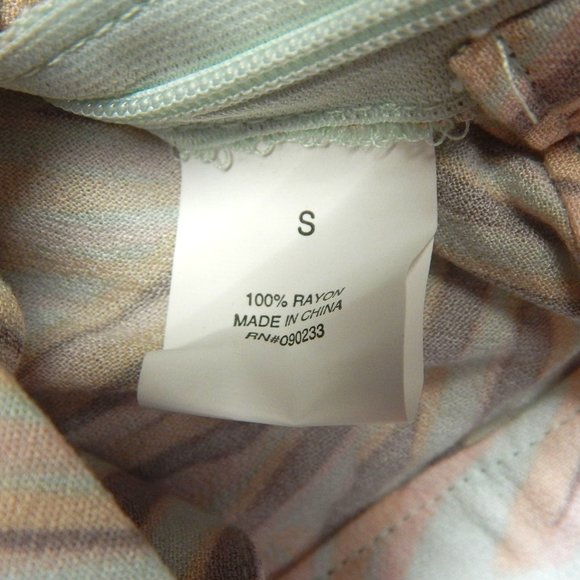 S
100% RAYON
MADE IN CHINA
RN#090233